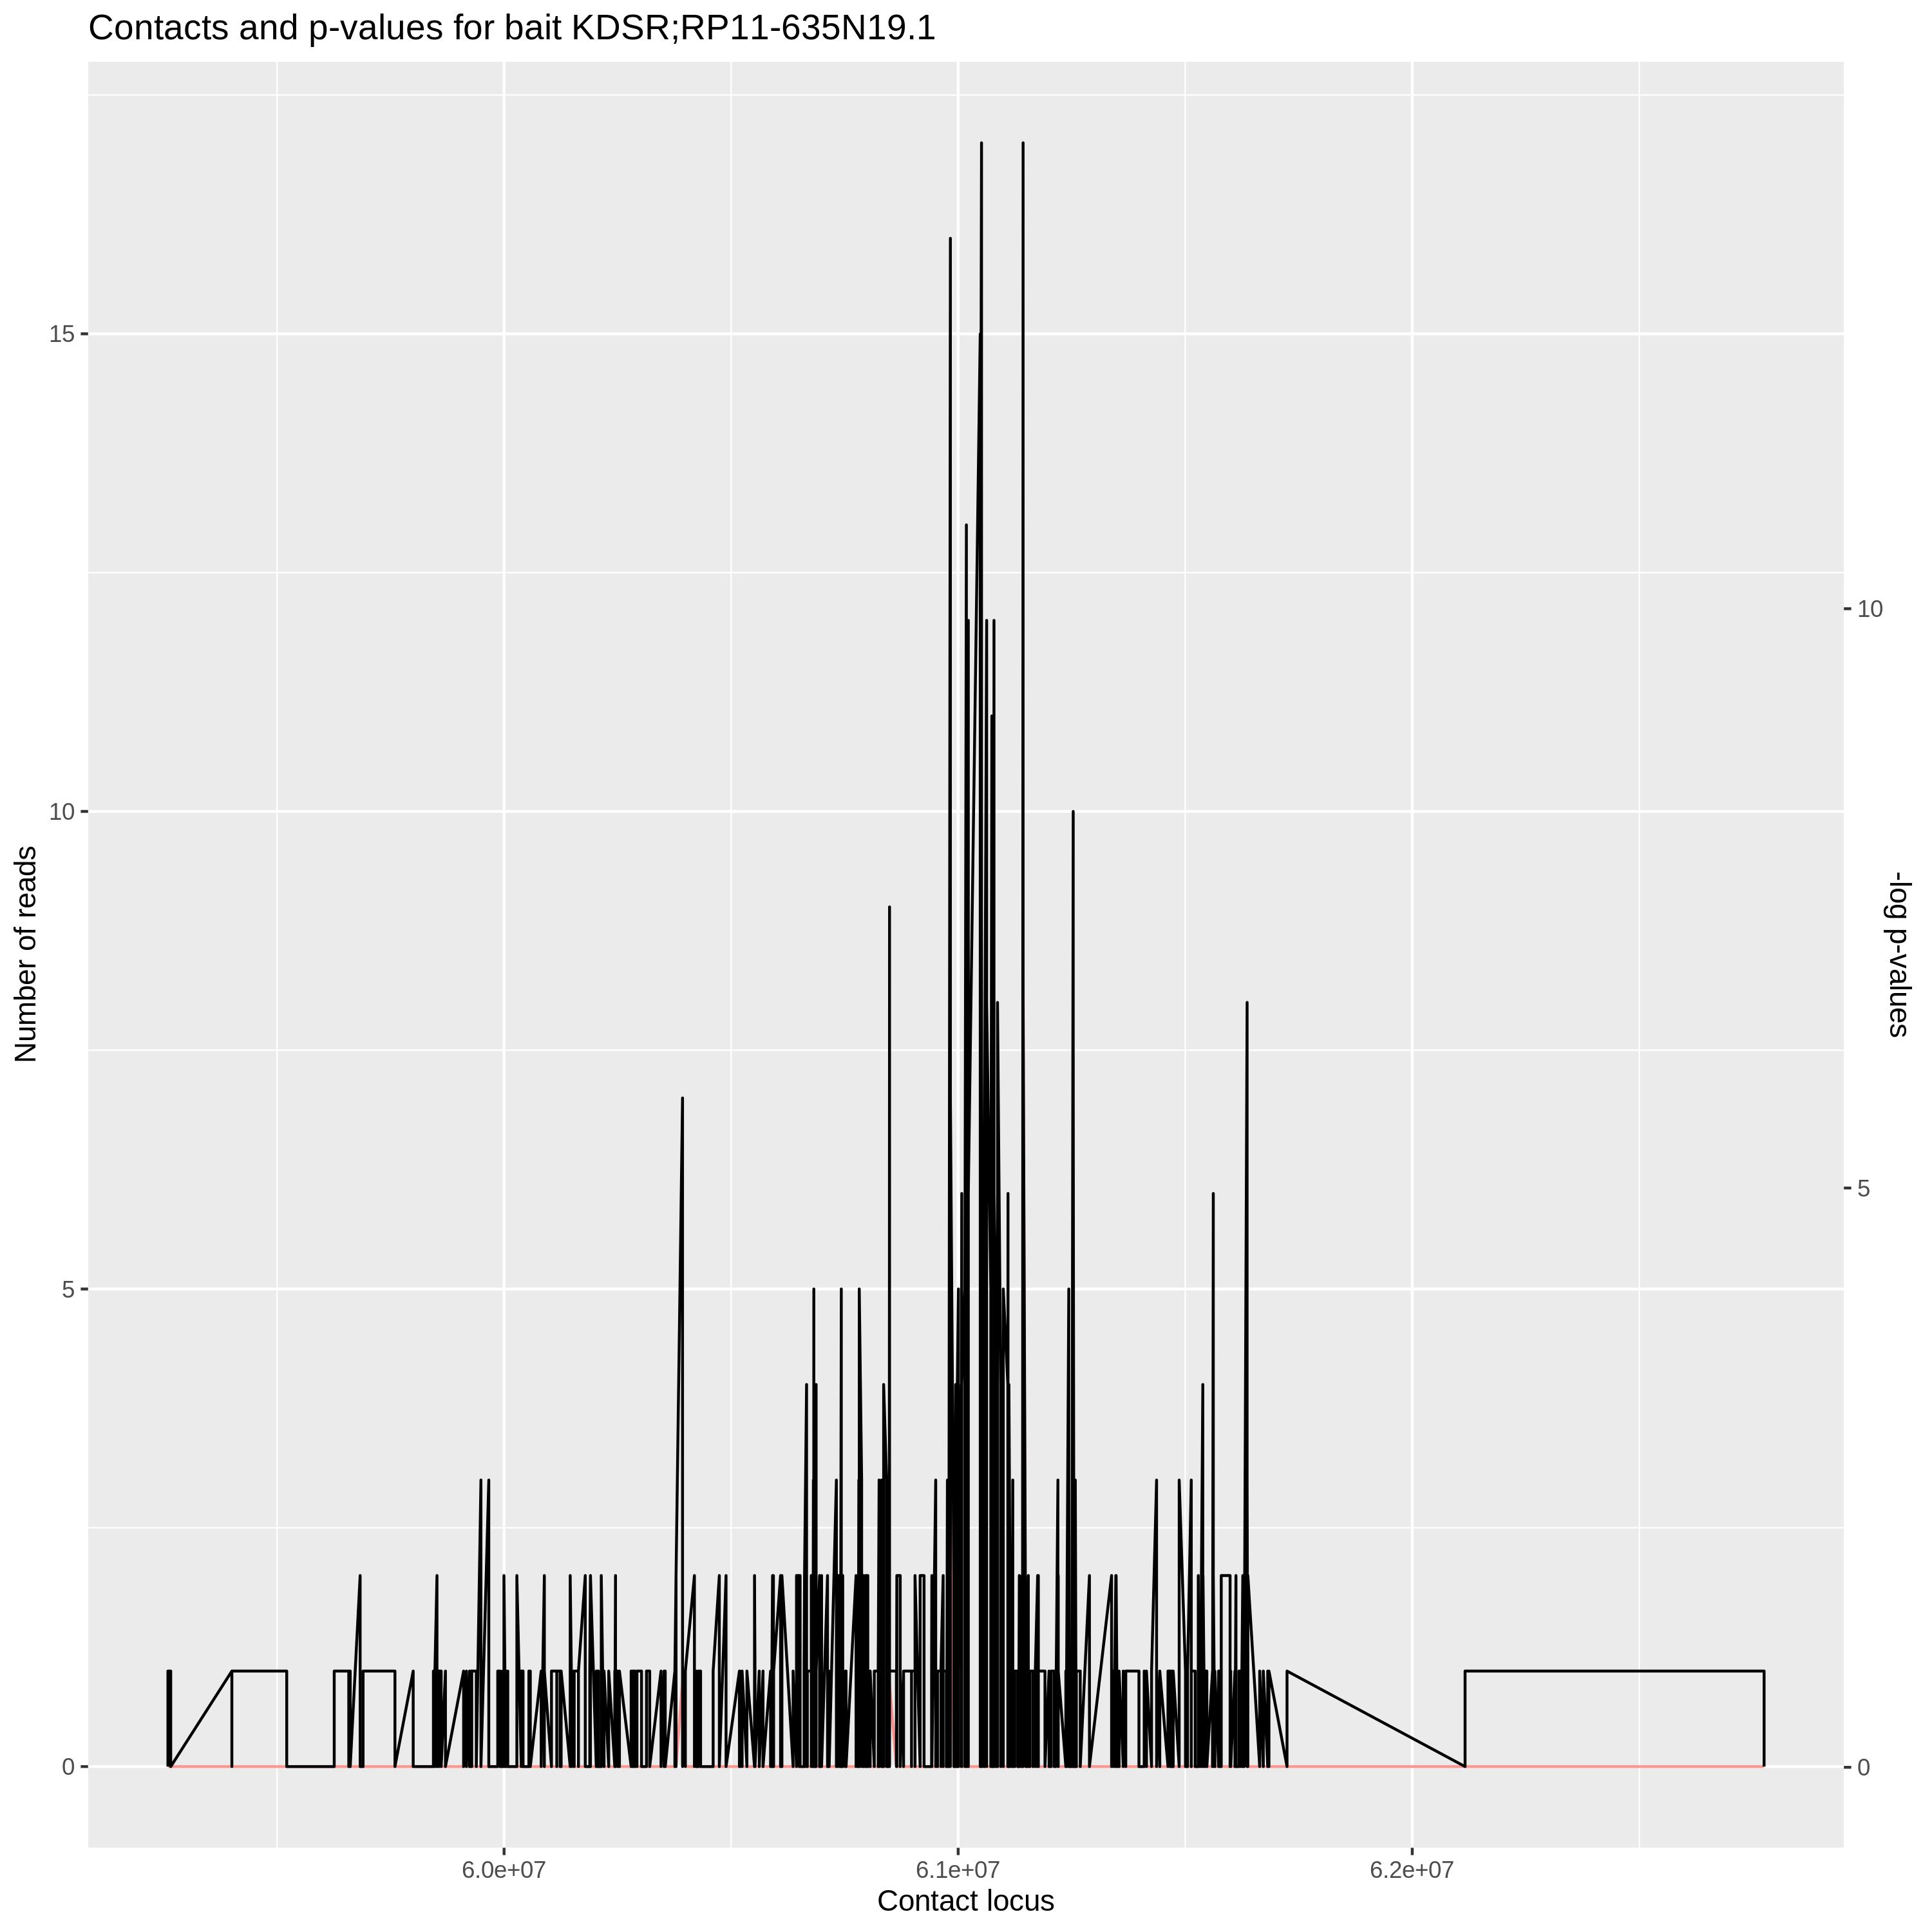 Contacts and p-values for bait KDSR;RP11-635N19.1
15
10
5
0
Number of reads
10
5
0
-log p-values
6.0e+07
6.1e+07
6.2e+07
Contact locus